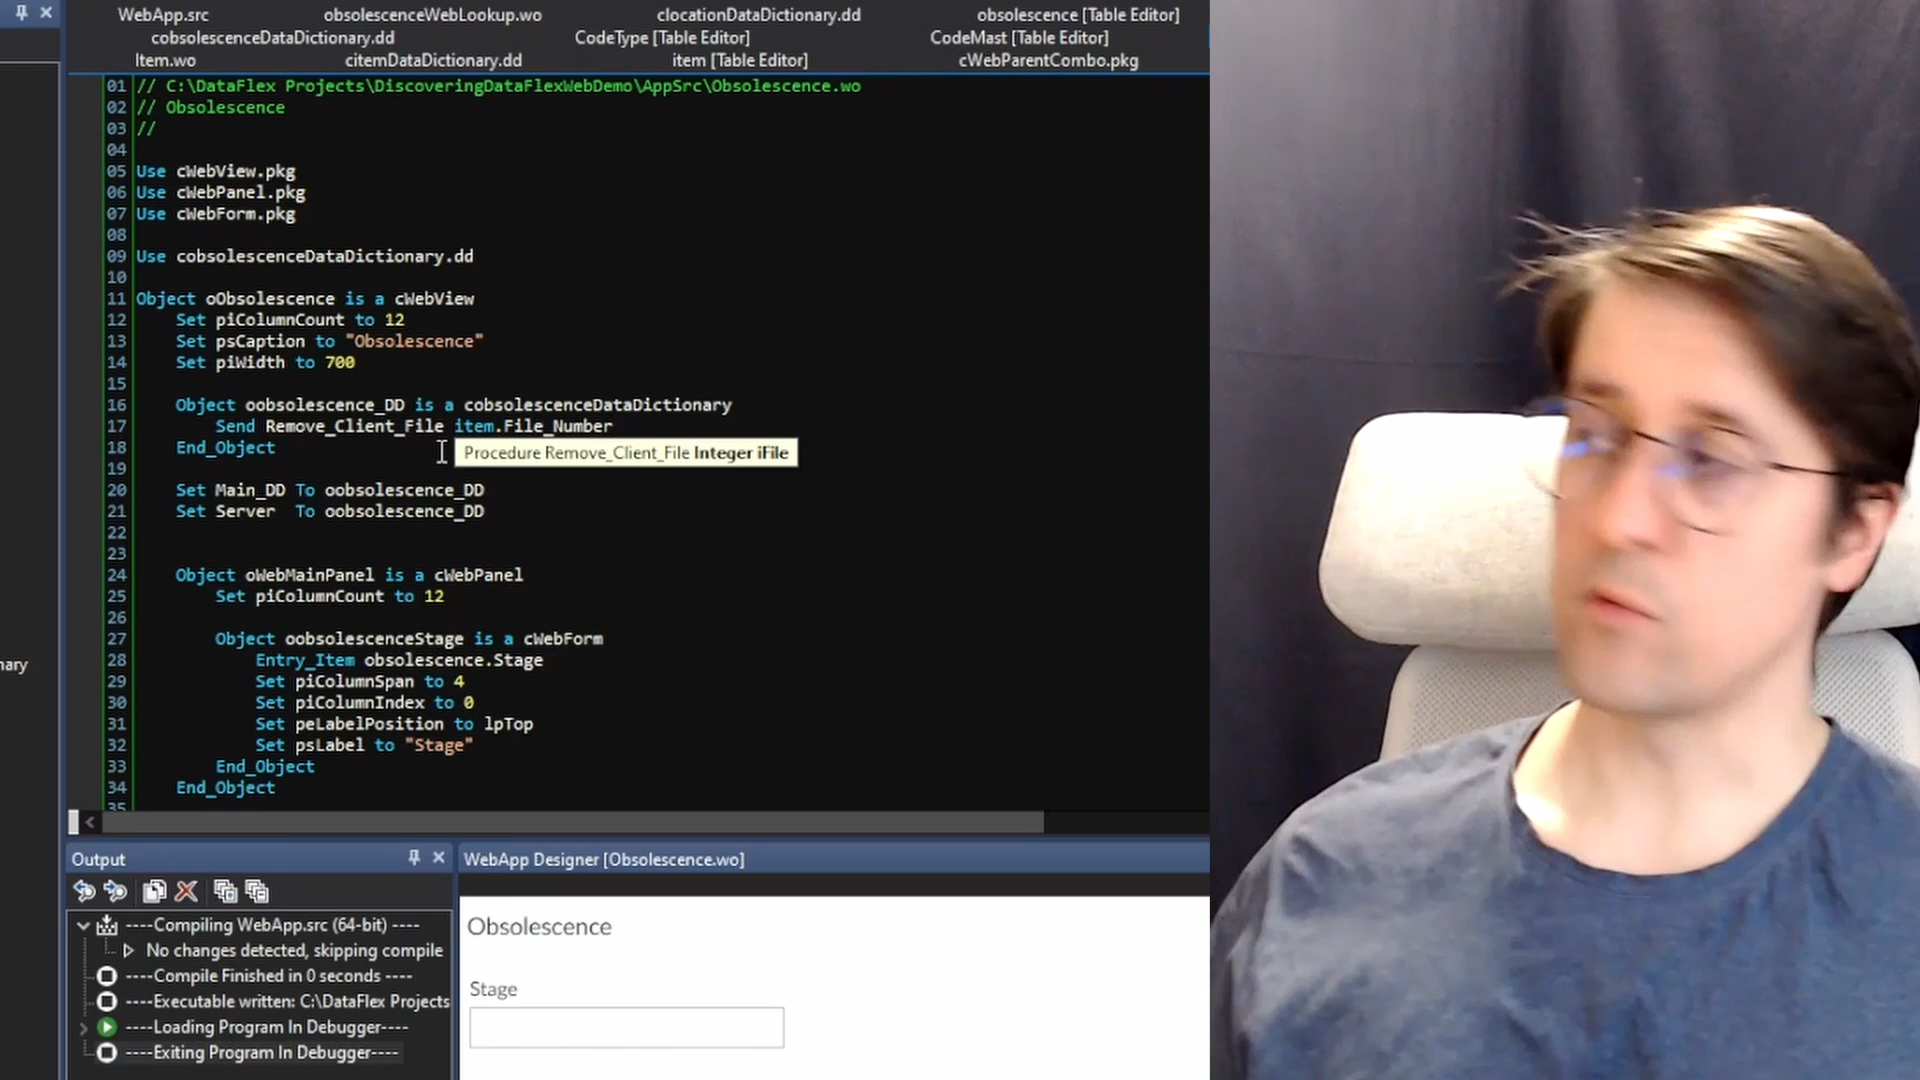 WebApp.src obsolescenceWebLookup.wo clocationDataDictionary.dd obsolescence [Table Editor]
cobsolescenceDataDictionary.dd CodeType [Table Editor] CodeMast [Table Editor]
Item.wo citemDataDictionary.dd item [Table Editor] cWebParentCombo.pkg
01 // C:\DataFlex Projects\DiscoveringDataFlexWebDemo\AppSrc\Obsolescence.wo
02 // Obsolescence
03 //
04
05 Use cWebView.pkg
06 Use cWebPanel.pkg
07 Use cWebForm.pkg
08
09 Use cobsolescenceDataDictionary.dd
10
11 Object oObsolescence is a cWebView
12 Set piColumnCount to 12
13 Set psCaption to "Obsolescence"
14 Set piWidth to 700
15
16 Object oobsolescence_DD is a cobsolescenceDataDictionary
17 Send Remove_Client_File item.File_Number
18 End_Object
Procedure Remove_Client_File Integer iFile
19
20 Set Main_DD To oobsolescence_DD
21 Set Server To oobsolescence_DD
22
23
24 Object oWebMainPanel is a cWebPanel
25 Set piColumnCount to 12
26
27 Object oobsolescenceStage is a cWebForm
28 Entry_Item obsolescence.Stage
29 Set piColumnSpan to 4
30 Set piColumnIndex to 0
31 Set peLabelPosition to lpTop
32 Set psLabel to "Stage"
33 End_Object
34 End_Object
35
nary
Output
----Compiling WebApp.src (64-bit) ----
No changes detected, skipping compile
----Compile Finished in 0 seconds ----
----Executable written: C:\DataFlex Projects
----Loading Program In Debugger----
----Exiting Program In Debugger----
WebApp Designer [Obsolescence.wo]
Obsolescence
Stage